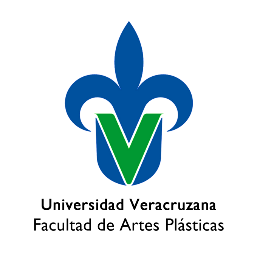 V
Universidad Veracruzana
Facultad de Artes Plásticas